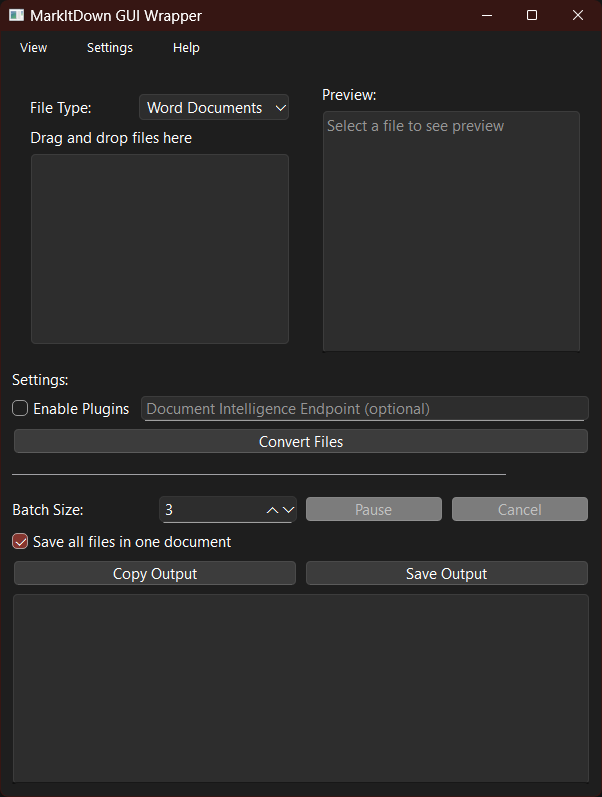 MarkItDown GUI Wrapper
View Settings Help
File Type: Word Documents
Drag and drop files here
Preview:
Select a file to see preview
Settings:
Enable Plugins Document Intelligence Endpoint (optional)
Convert Files
Batch Size: 3 Pause Cancel
Save all files in one document
Copy Output Save Output